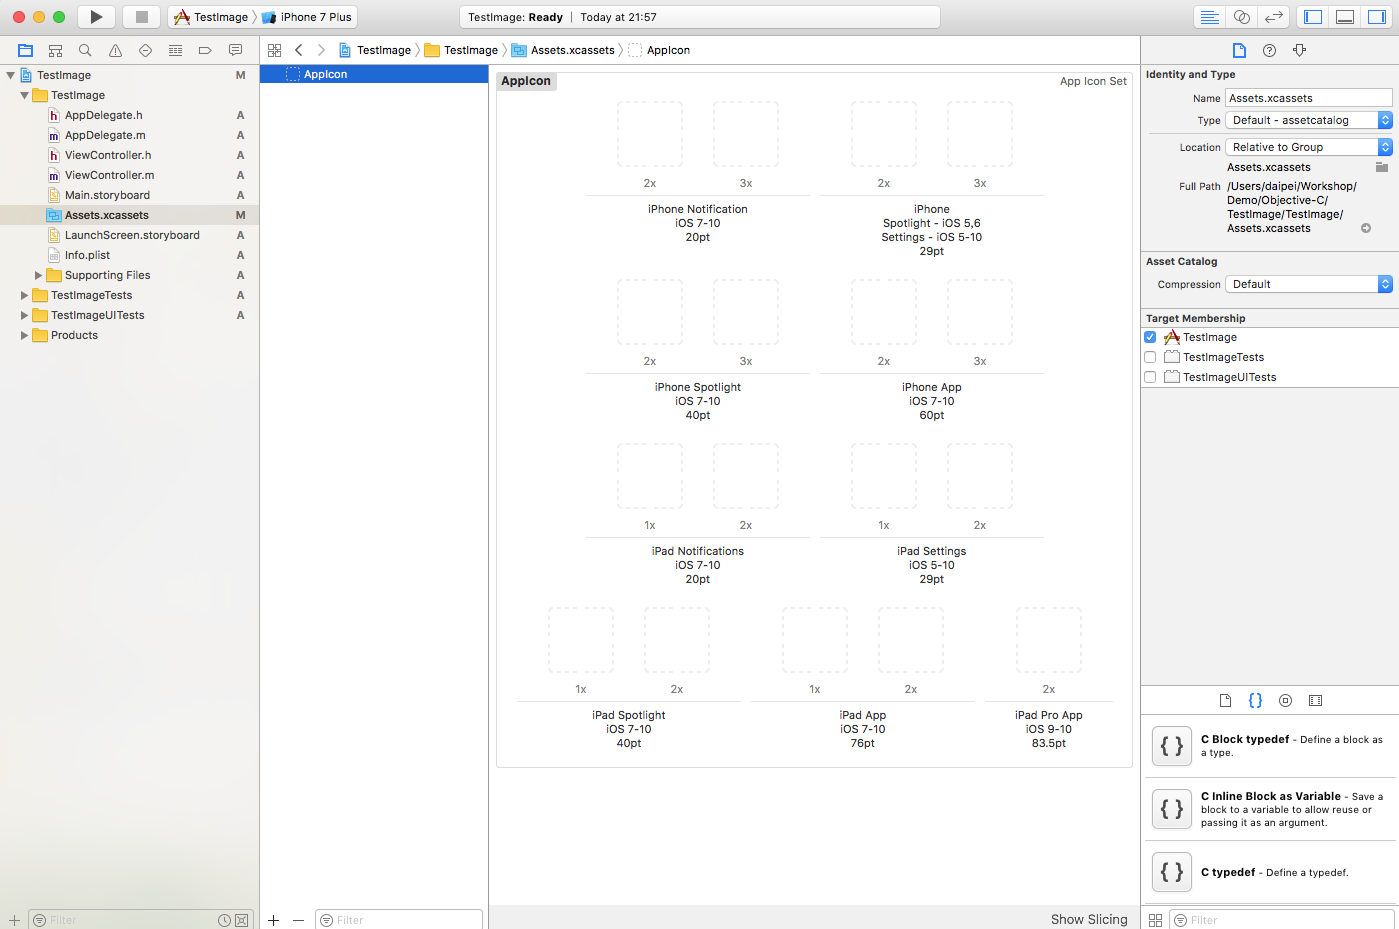 TestImage
iPhone 7 Plus
TestImage: Ready | Today at 21:57
TestImage
TestImage
Assets.xcassets
AppIcon
TestImage M
TestImage
AppDelegate.h A
AppDelegate.m A
ViewController.h A
ViewController.m A
Main.storyboard A
Assets.xcassets M
LaunchScreen.storyboard A
Info.plist A
Supporting Files A
TestImageTests A
TestImageUITests A
Products
Filter
AppIcon
Filter
AppIcon
App Icon Set
2x 3x
iPhone Notification
iOS 7-10
20pt
2x 3x
iPhone
Spotlight - iOS 5,6
Settings - iOS 5-10
29pt
2x 3x
iPhone Spotlight
iOS 7-10
40pt
2x 3x
iPhone App
iOS 7-10
60pt
1x 2x
iPad Notifications
iOS 7-10
20pt
1x 2x
iPad Settings
iOS 5-10
29pt
1x 2x
iPad Spotlight
iOS 7-10
40pt
1x 2x
iPad App
iOS 7-10
76pt
2x
iPad Pro App
iOS 9-10
83.5pt
Show Slicing
Identity and Type
Name Assets.xcassets
Type Default - assetcatalog
Location Relative to Group
Assets.xcassets
Full Path /Users/daipei/Workshop/
Demo/Objective-C/
TestImage/TestImage/
Assets.xcassets
Asset Catalog
Compression Default
Target Membership
TestImage
TestImageTests
TestImageUITests
{ }
{ } C Block typedef - Define a block as
a type.
{ } C Inline Block as Variable - Save a
block to a variable to allow reuse or
passing it as an argument.
{ } C typedef - Define a typedef.
Filter